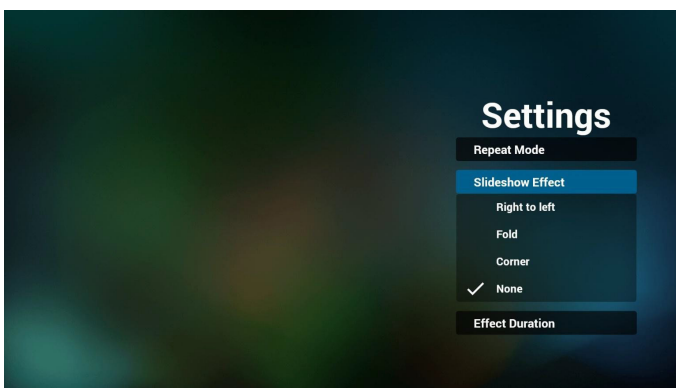 Settings
Repeat Mode
Slideshow Effect
Right to left
Fold
Corner
None
Effect Duration